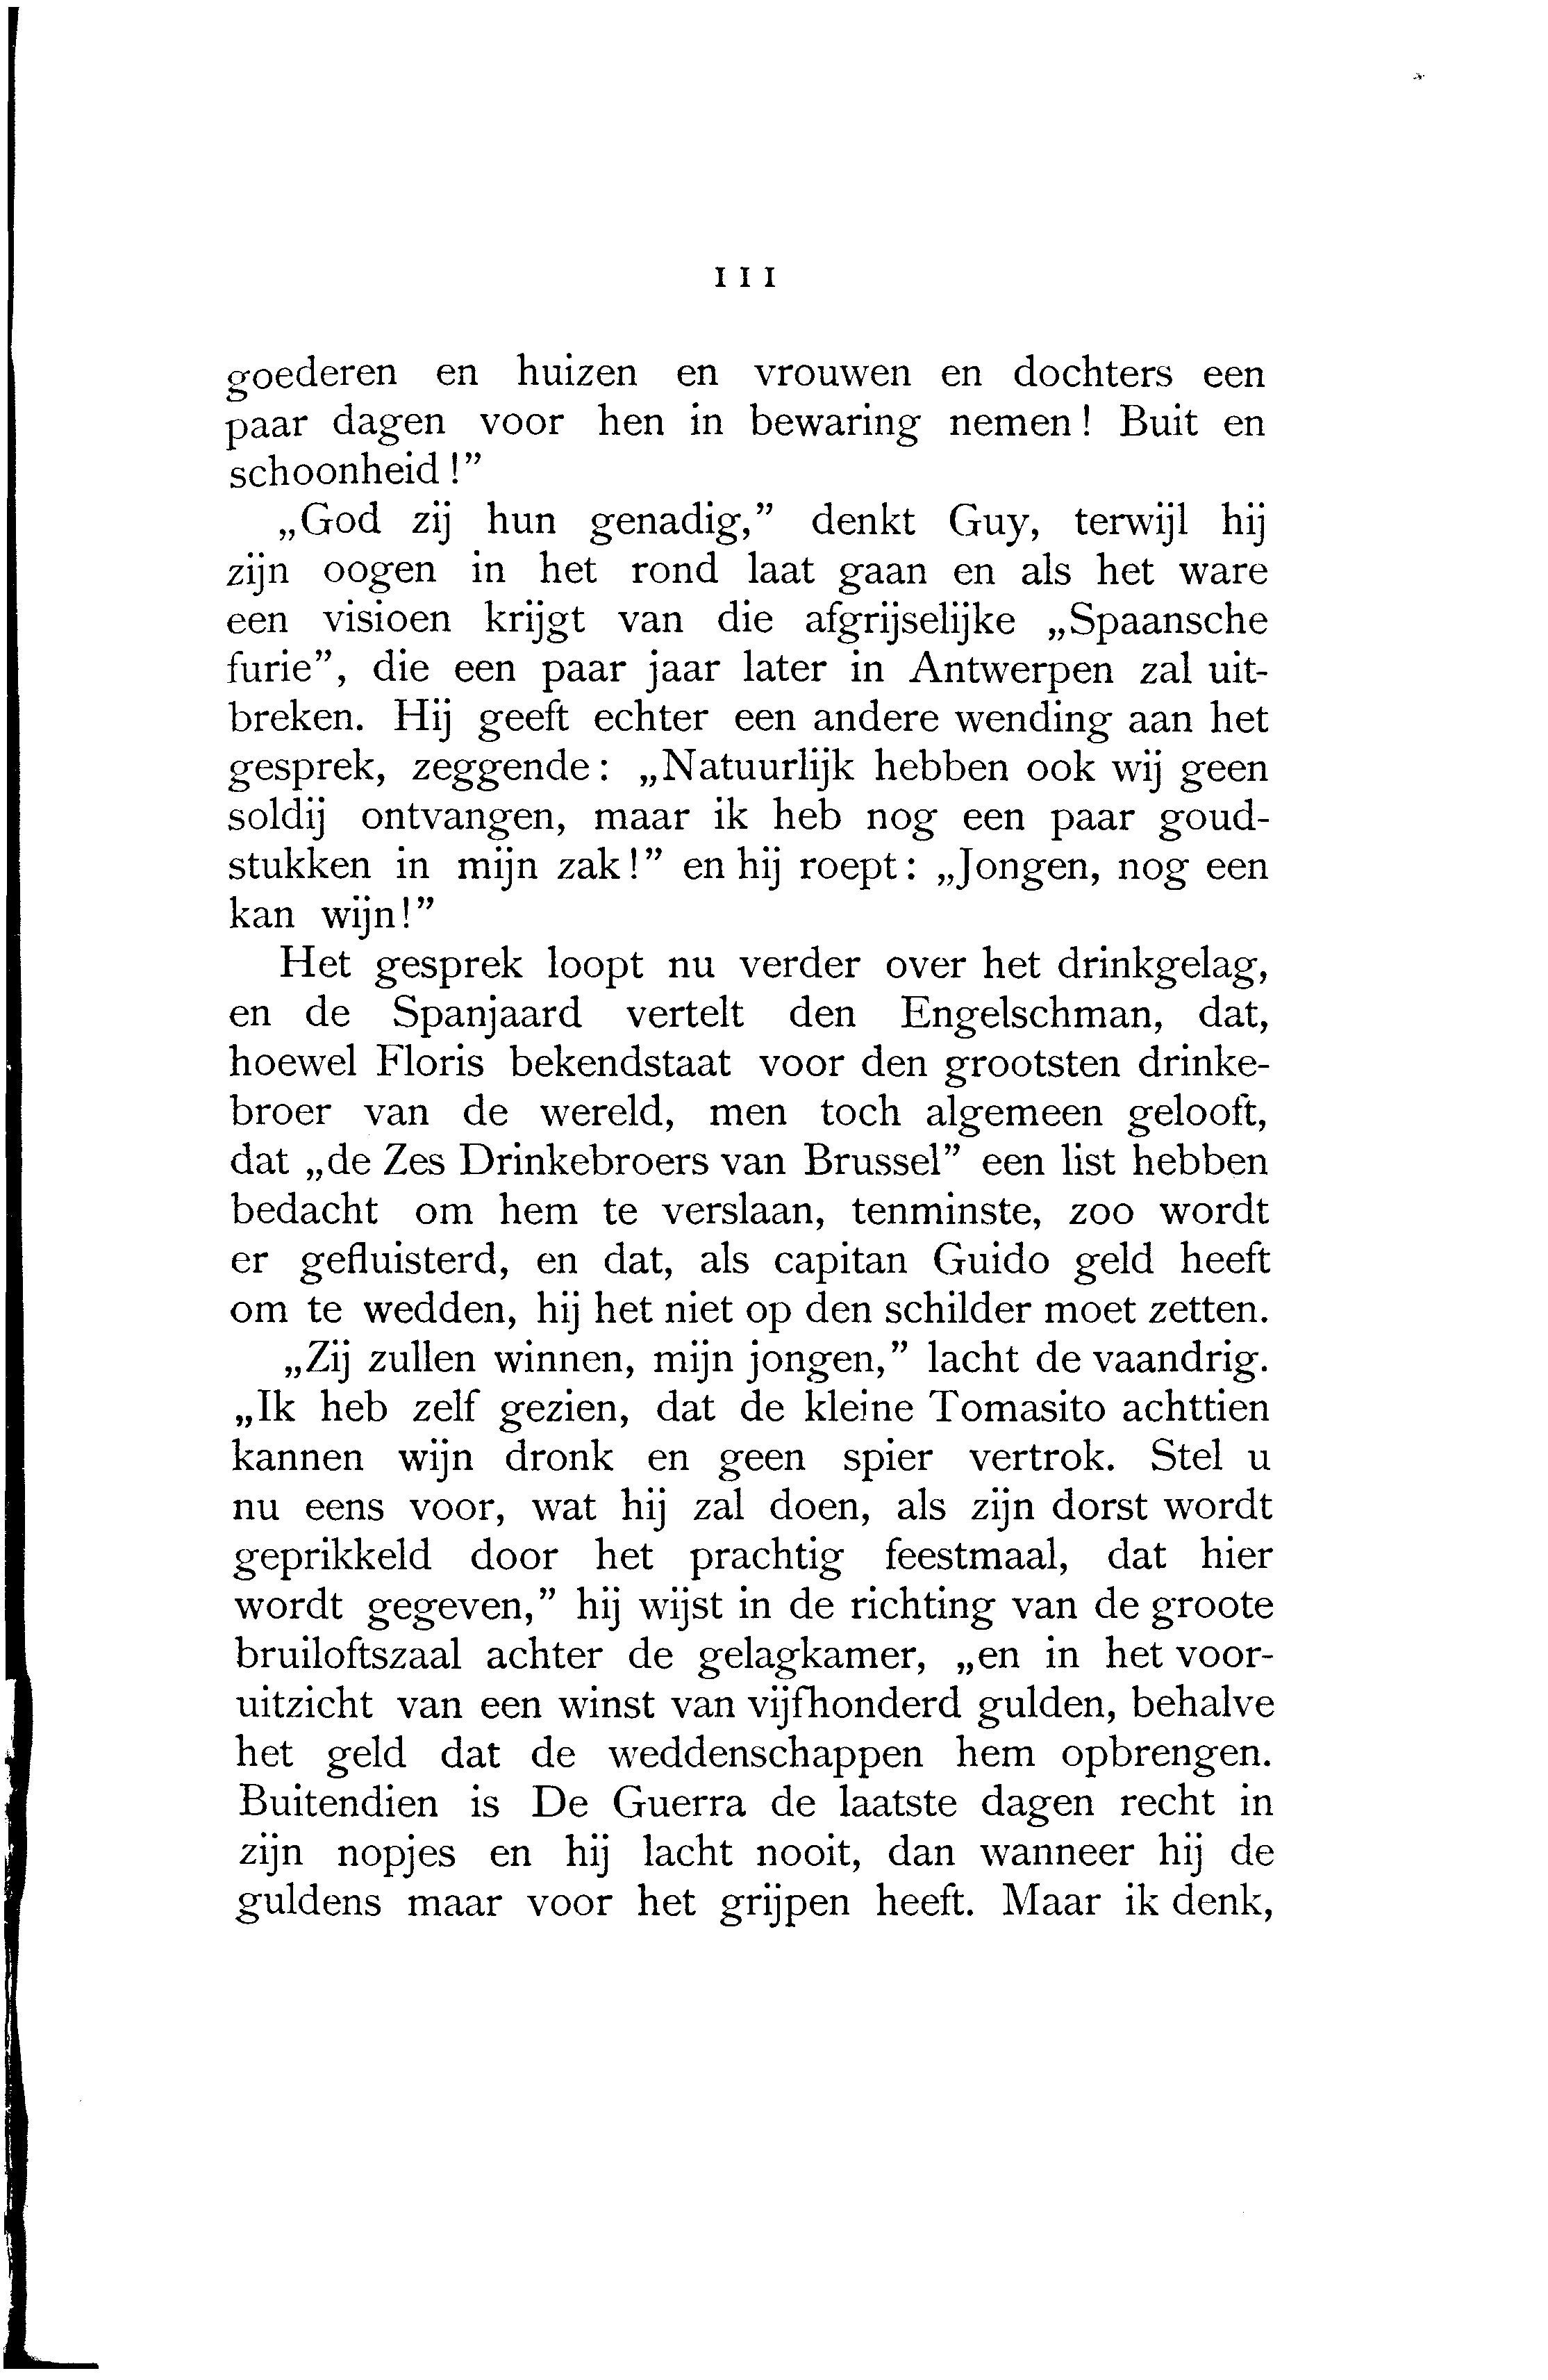 III
goederen en huizen en vrouwen en dochters een
paar dagen voor hen in bewaring nemen! Buit en
schoonheid!”
„God zij hun genadig,” denkt Guy, terwijl hij
zijn oogen in het rond laat gaan en als het ware
een visioen krijgt van die afgrijselijke „Spaansche
furie”, die een paar jaar later in Antwerpen zal uit-
breken. Hij geeft echter een andere wending aan het
gesprek, zeggende: „Natuurlijk hebben ook wij geen
soldij ontvangen, maar ik heb nog een paar goud-
stukken in mijn zak!” en hij roept: „Jongen, nog een
kan wijn!”
Het gesprek loopt nu verder over het drinkgelag,
en de Spanjaard vertelt den Engelschman, dat,
hoewel Floris bekendstaat voor den grootsten drinke-
broer van de wereld, men toch algemeen gelooft,
dat „de Zes Drinkebroers van Brussel” een list hebben
bedacht om hem te verslaan, tenminste, zoo wordt
er gefluisterd, en dat, als capitan Guido geld heeft
om te wedden, hij het niet op den schilder moet zetten.
„Zij zullen winnen, mijn jongen,” lacht de vaandrig.
„Ik heb zelf gezien, dat de kleine Tomasito achttien
kannen wijn dronk en geen spier vertrok. Stel u
nu eens voor, wat hij zal doen, als zijn dorst wordt
geprikkeld door het prachtig feestmaal, dat hier
wordt gegeven,” hij wijst in de richting van de groote
bruiloftszaal achter de gelagkamer, „en in het voor-
uitzicht van een winst van vijfhonderd gulden, behalve
het geld dat de weddenschappen hem opbrengen.
Buitendien is De Guerra de laatste dagen recht in
zijn nopjes en hij lacht nooit, dan wanneer hij de
guldens maar voor het grijpen heeft. Maar ik denk,